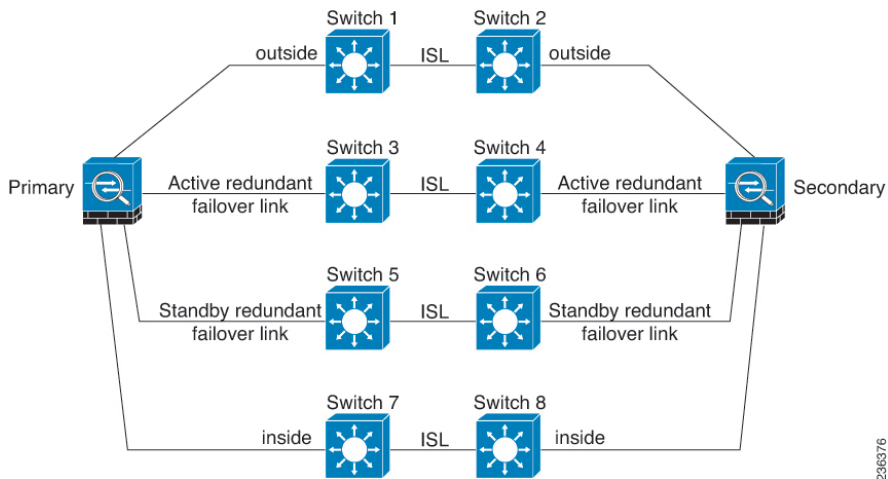 Switch 1
Switch 2
outside
ISL
outside
Switch 3
Switch 4
Primary
Active redundant
failover link
ISL
Active redundant
failover link
Secondary
Switch 5
Switch 6
Standby redundant
failover link
ISL
Standby redundant
failover link
Switch 7
Switch 8
inside
ISL
inside
236376